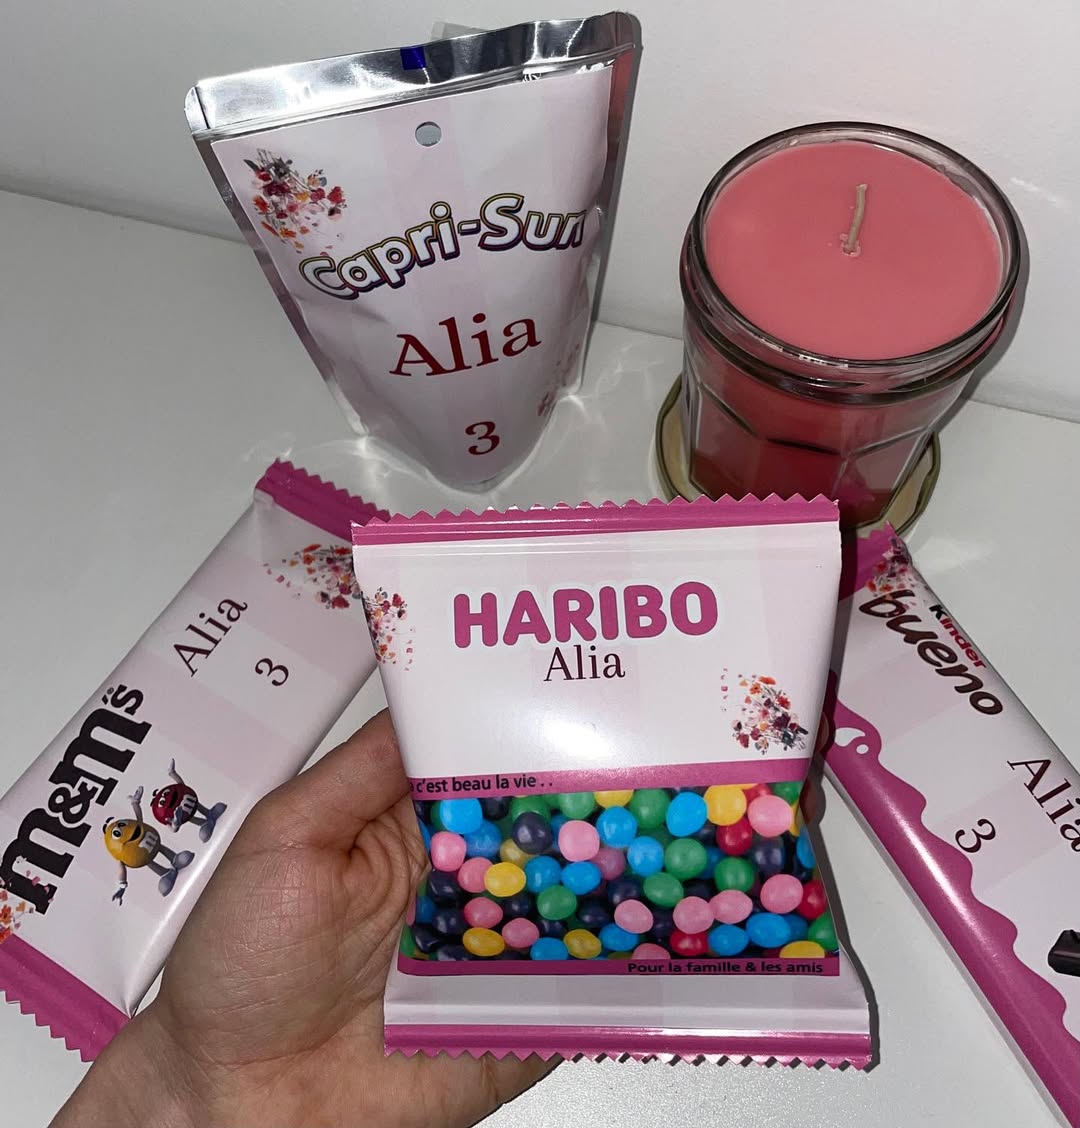 Capri-Sun
Alia
3
HARIBO
Alia
c'est beau la vie . .
Pour la famille & les amis
Alia
3
m&m's
kinder
bueno
Alia
3